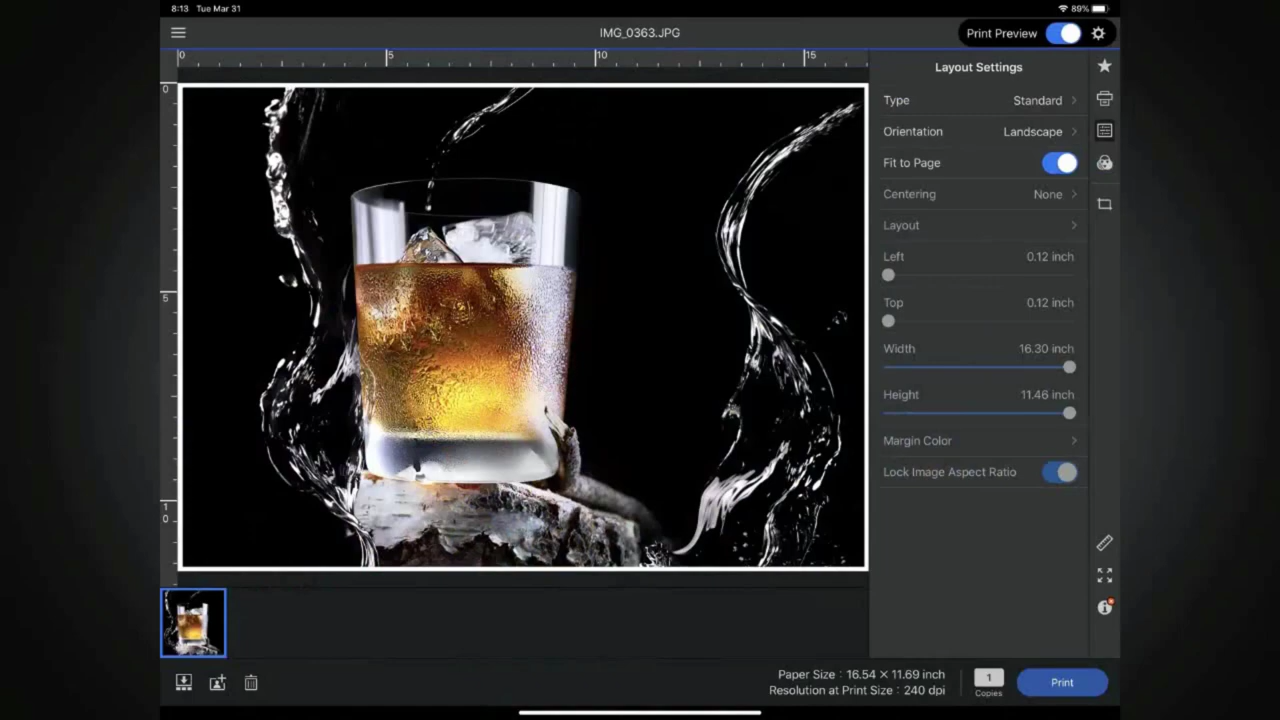 8:13 Tue Mar 31
89%
IMG_0363.JPG
Print Preview
0 5 10 15
0
5
10
Layout Settings
Type Standard
Orientation Landscape
Fit to Page
Centering None
Layout
Left 0.12 inch
Top 0.12 inch
Width 16.30 inch
Height 11.46 inch
Margin Color
Lock Image Aspect Ratio
Paper Size : 16.54 × 11.69 inch
Resolution at Print Size : 240 dpi
1
Copies
Print